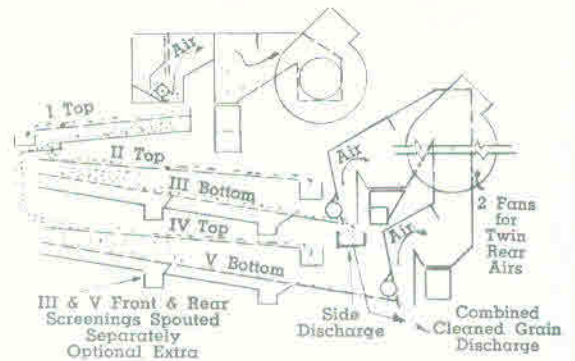 Air
I Top
II Top
III Bottom
IV Top
V Bottom
Air
Air
2 Fans
for
Twin
Rear
Airs
III & V Front & Rear
Screenings Spouted
Separately
Optional Extra
Side
Discharge
Combined
Cleaned Grain
Discharge